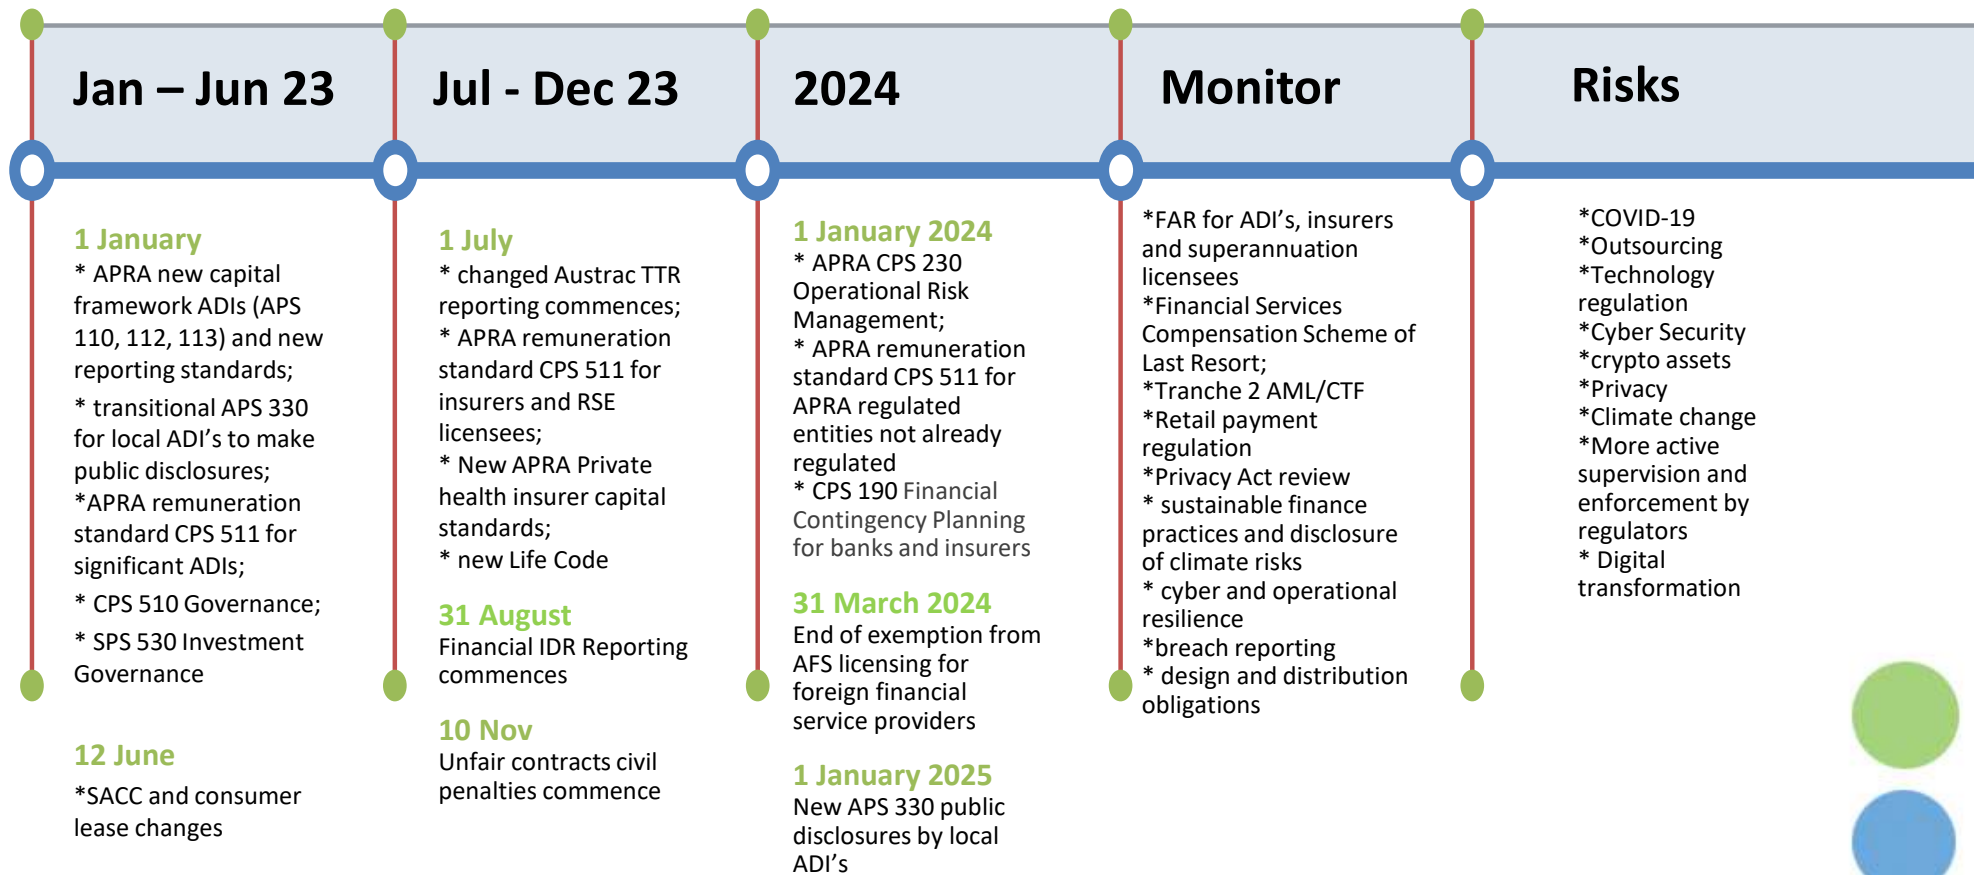 Jan – Jun 23
1 January
* APRA new capital
framework ADIs (APS
110, 112, 113) and new
reporting standards;
* transitional APS 330
for local ADI's to make
public disclosures;
*APRA remuneration
standard CPS 511 for
significant ADIs;
* CPS 510 Governance;
* SPS 530 Investment
Governance
12 June
*SACC and consumer
lease changes
Jul - Dec 23
1 July
* changed Austrac TTR
reporting commences;
* APRA remuneration
standard CPS 511 for
insurers and RSE
licensees;
* New APRA Private
health insurer capital
standards;
* new Life Code
31 August
Financial IDR Reporting
commences
10 Nov
Unfair contracts civil
penalties commence
2024
1 January 2024
* APRA CPS 230
Operational Risk
Management;
* APRA remuneration
standard CPS 511 for
APRA regulated
entities not already
regulated
* CPS 190 Financial
Contingency Planning
for banks and insurers
31 March 2024
End of exemption from
AFS licensing for
foreign financial
service providers
1 January 2025
New APS 330 public
disclosures by local
ADI's
Monitor
*FAR for ADI's, insurers
and superannuation
licensees
*Financial Services
Compensation Scheme of
Last Resort;
*Tranche 2 AML/CTF
*Retail payment
regulation
*Privacy Act review
* sustainable finance
practices and disclosure
of climate risks
* cyber and operational
resilience
*breach reporting
* design and distribution
obligations
Risks
*COVID-19
*Outsourcing
*Technology
regulation
*Cyber Security
*crypto assets
*Privacy
*Climate change
*More active
supervision and
enforcement by
regulators
* Digital
transformation